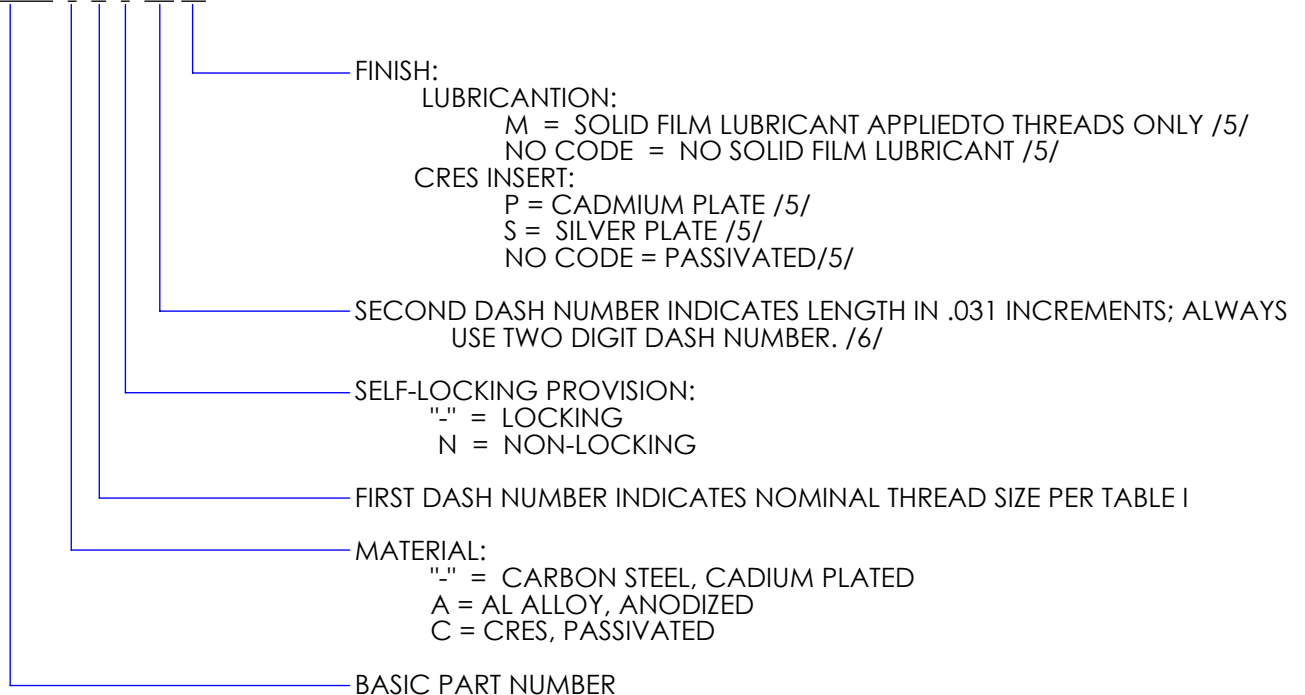 FINISH:
LUBRICANTION:
M = SOLID FILM LUBRICANT APPLIEDTO THREADS ONLY /5/
NO CODE = NO SOLID FILM LUBRICANT /5/
CRES INSERT:
P = CADMIUM PLATE /5/
S = SILVER PLATE /5/
NO CODE = PASSIVATED/5/
SECOND DASH NUMBER INDICATES LENGTH IN .031 INCREMENTS; ALWAYS
USE TWO DIGIT DASH NUMBER. /6/
SELF-LOCKING PROVISION:
"-" = LOCKING
N = NON-LOCKING
FIRST DASH NUMBER INDICATES NOMINAL THREAD SIZE PER TABLE I
MATERIAL:
"-" = CARBON STEEL, CADIUM PLATED
A = AL ALLOY, ANODIZED
C = CRES, PASSIVATED
BASIC PART NUMBER